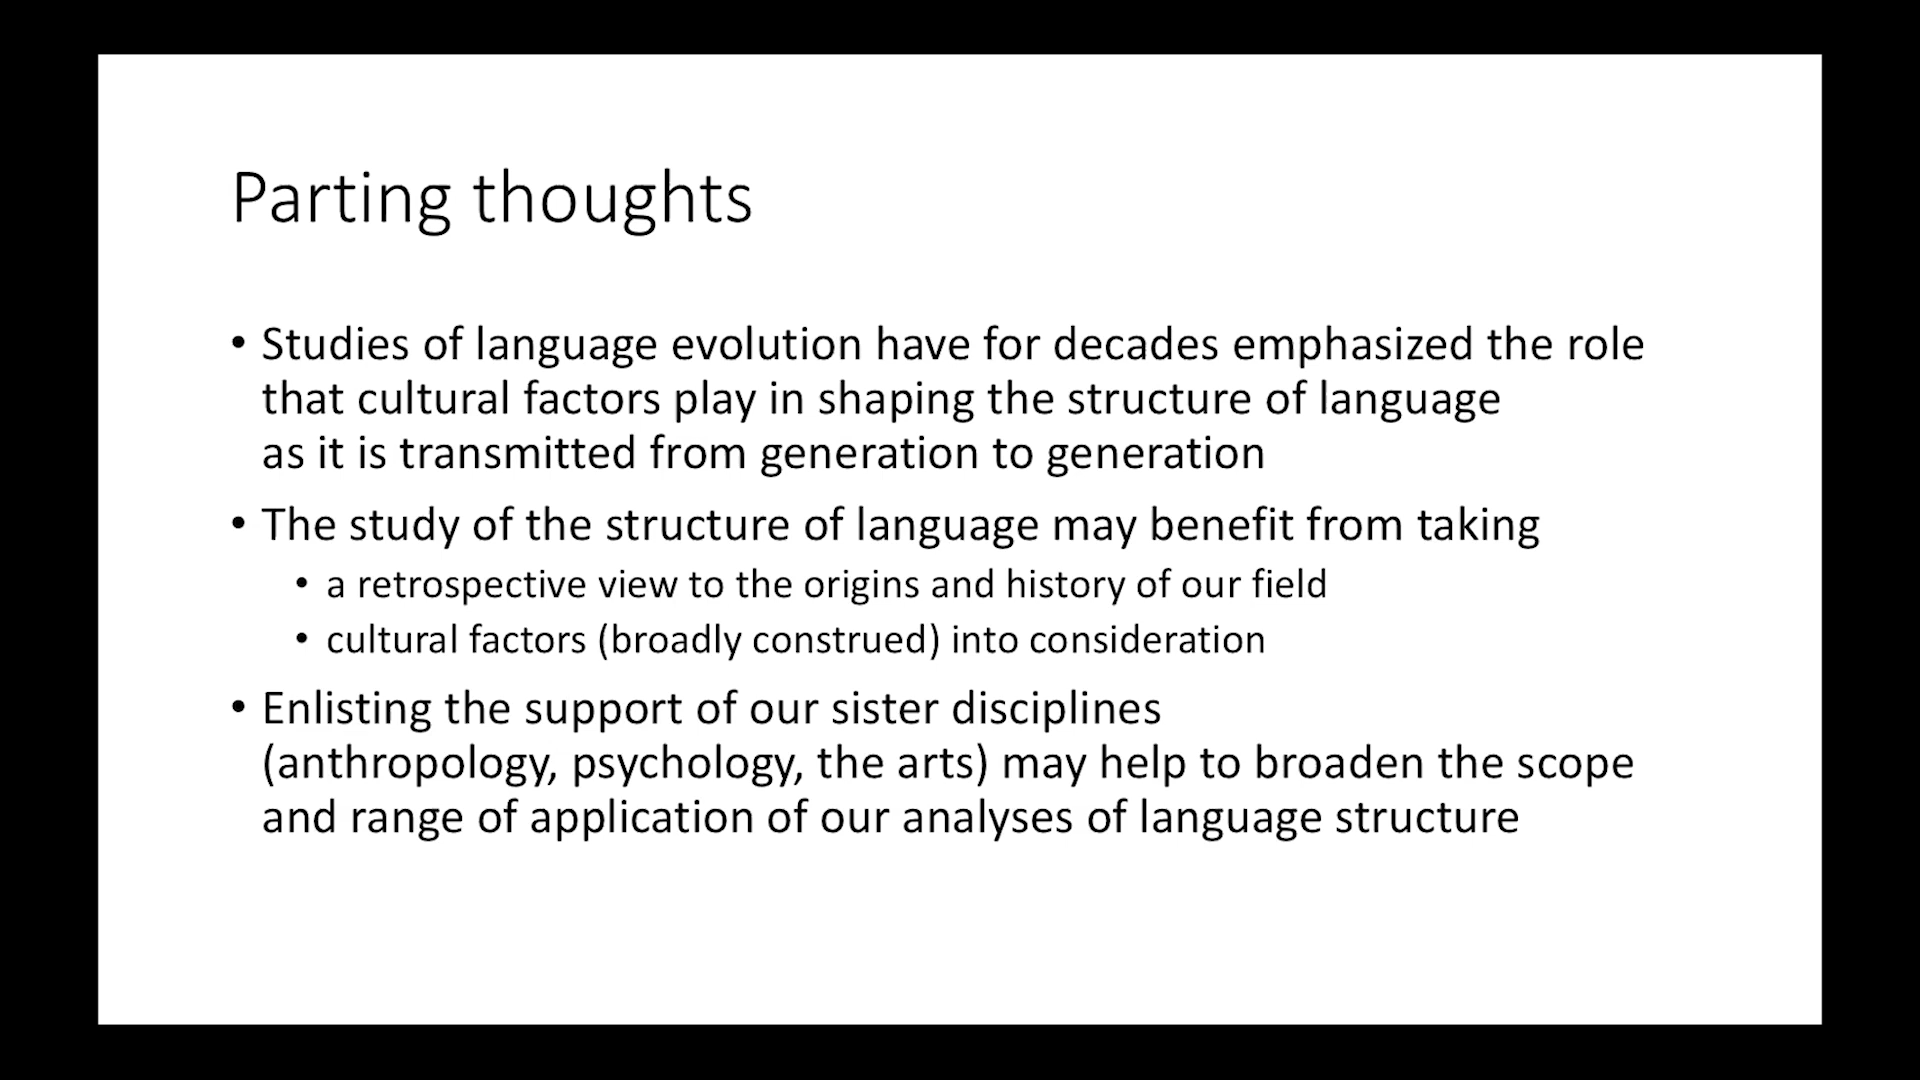 Parting thoughts
• Studies of language evolution have for decades emphasized the role
that cultural factors play in shaping the structure of language
as it is transmitted from generation to generation
• The study of the structure of language may benefit from taking
• a retrospective view to the origins and history of our field
• cultural factors (broadly construed) into consideration
• Enlisting the support of our sister disciplines
(anthropology, psychology, the arts) may help to broaden the scope
and range of application of our analyses of language structure